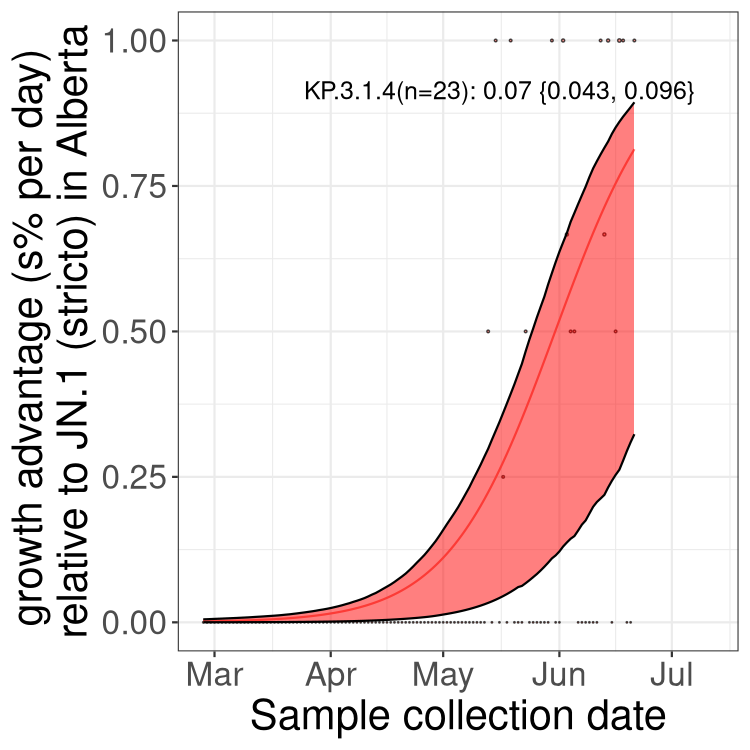 growth advantage (s% per day)
relative to JN.1 (stricto) in Alberta
1.00
0.75
0.50
0.25
0.00
KP.3.1.4(n=23): 0.07 {0.043, 0.096}
Mar Apr May Jun Jul
Sample collection date